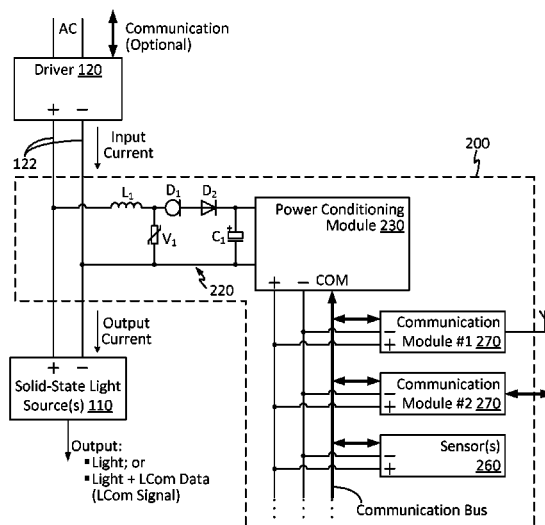 AC
Communication
(Optional)
Driver 120
+ −
122
Input
Current
200
L1
D1
D2
V1
C1
220
Power Conditioning
Module 230
+ − COM
Output
Current
− +
Communication
Module #1 270
+ −
Solid-State Light
Source(s) 110
− +
Communication
Module #2 270
− +
Sensor(s)
260
Output:
▪ Light; or
▪ Light + LCom Data
(LCom Signal)
Communication Bus